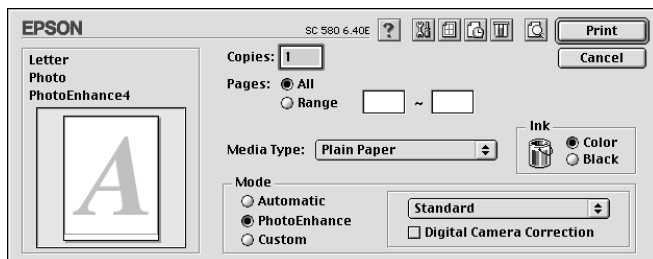 EPSON
SC 580 6.40E
?
Print
Cancel
Letter
Photo
PhotoEnhance4
A
Copies: 1
Pages: All
Range ~
Media Type: Plain Paper
Ink
Color
Black
Mode
Automatic
PhotoEnhance
Custom
Standard
Digital Camera Correction